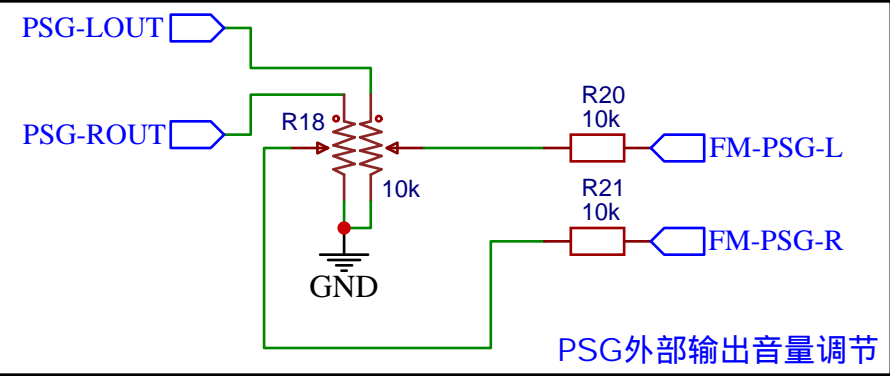 PSG-LOUT
PSG-ROUT
R18
10k
R20
10k
FM-PSG-L
R21
10k
FM-PSG-R
GND
PSG外部输出音量调节